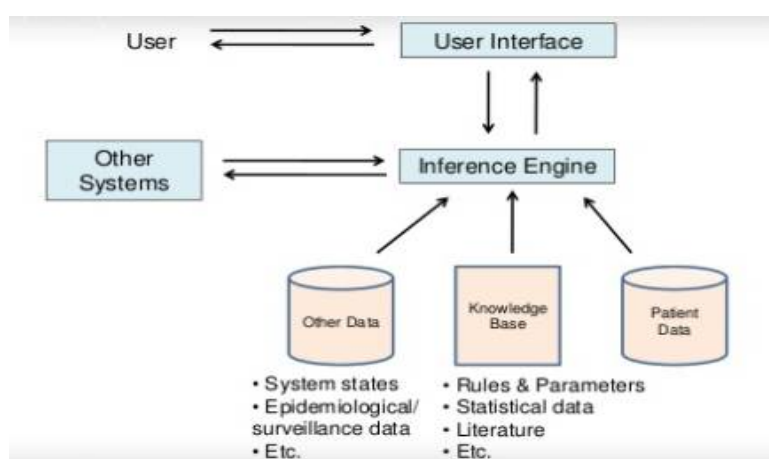 User
User Interface
Other
Systems
Inference Engine
Other Data
Knowledge
Base
Patient
Data
• System states
• Epidemiological/
surveillance data
• Etc.
• Rules & Parameters
• Statistical data
• Literature
• Etc.